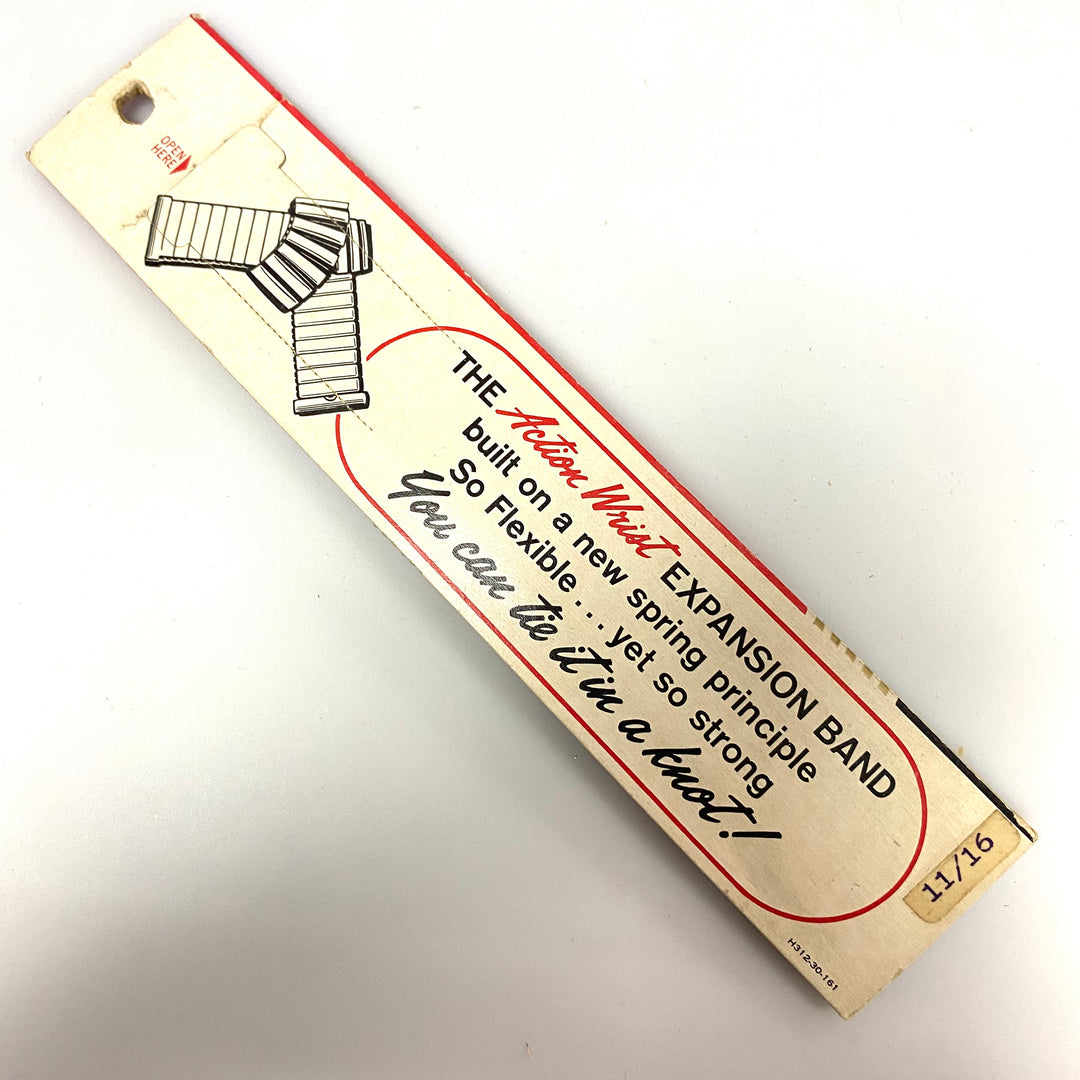 OPEN
HERE
THE Action Wrist EXPANSION BAND
built on a new spring principle
So Flexible... yet so strong
You can tie it in a knot!
11/16
H312-30-161